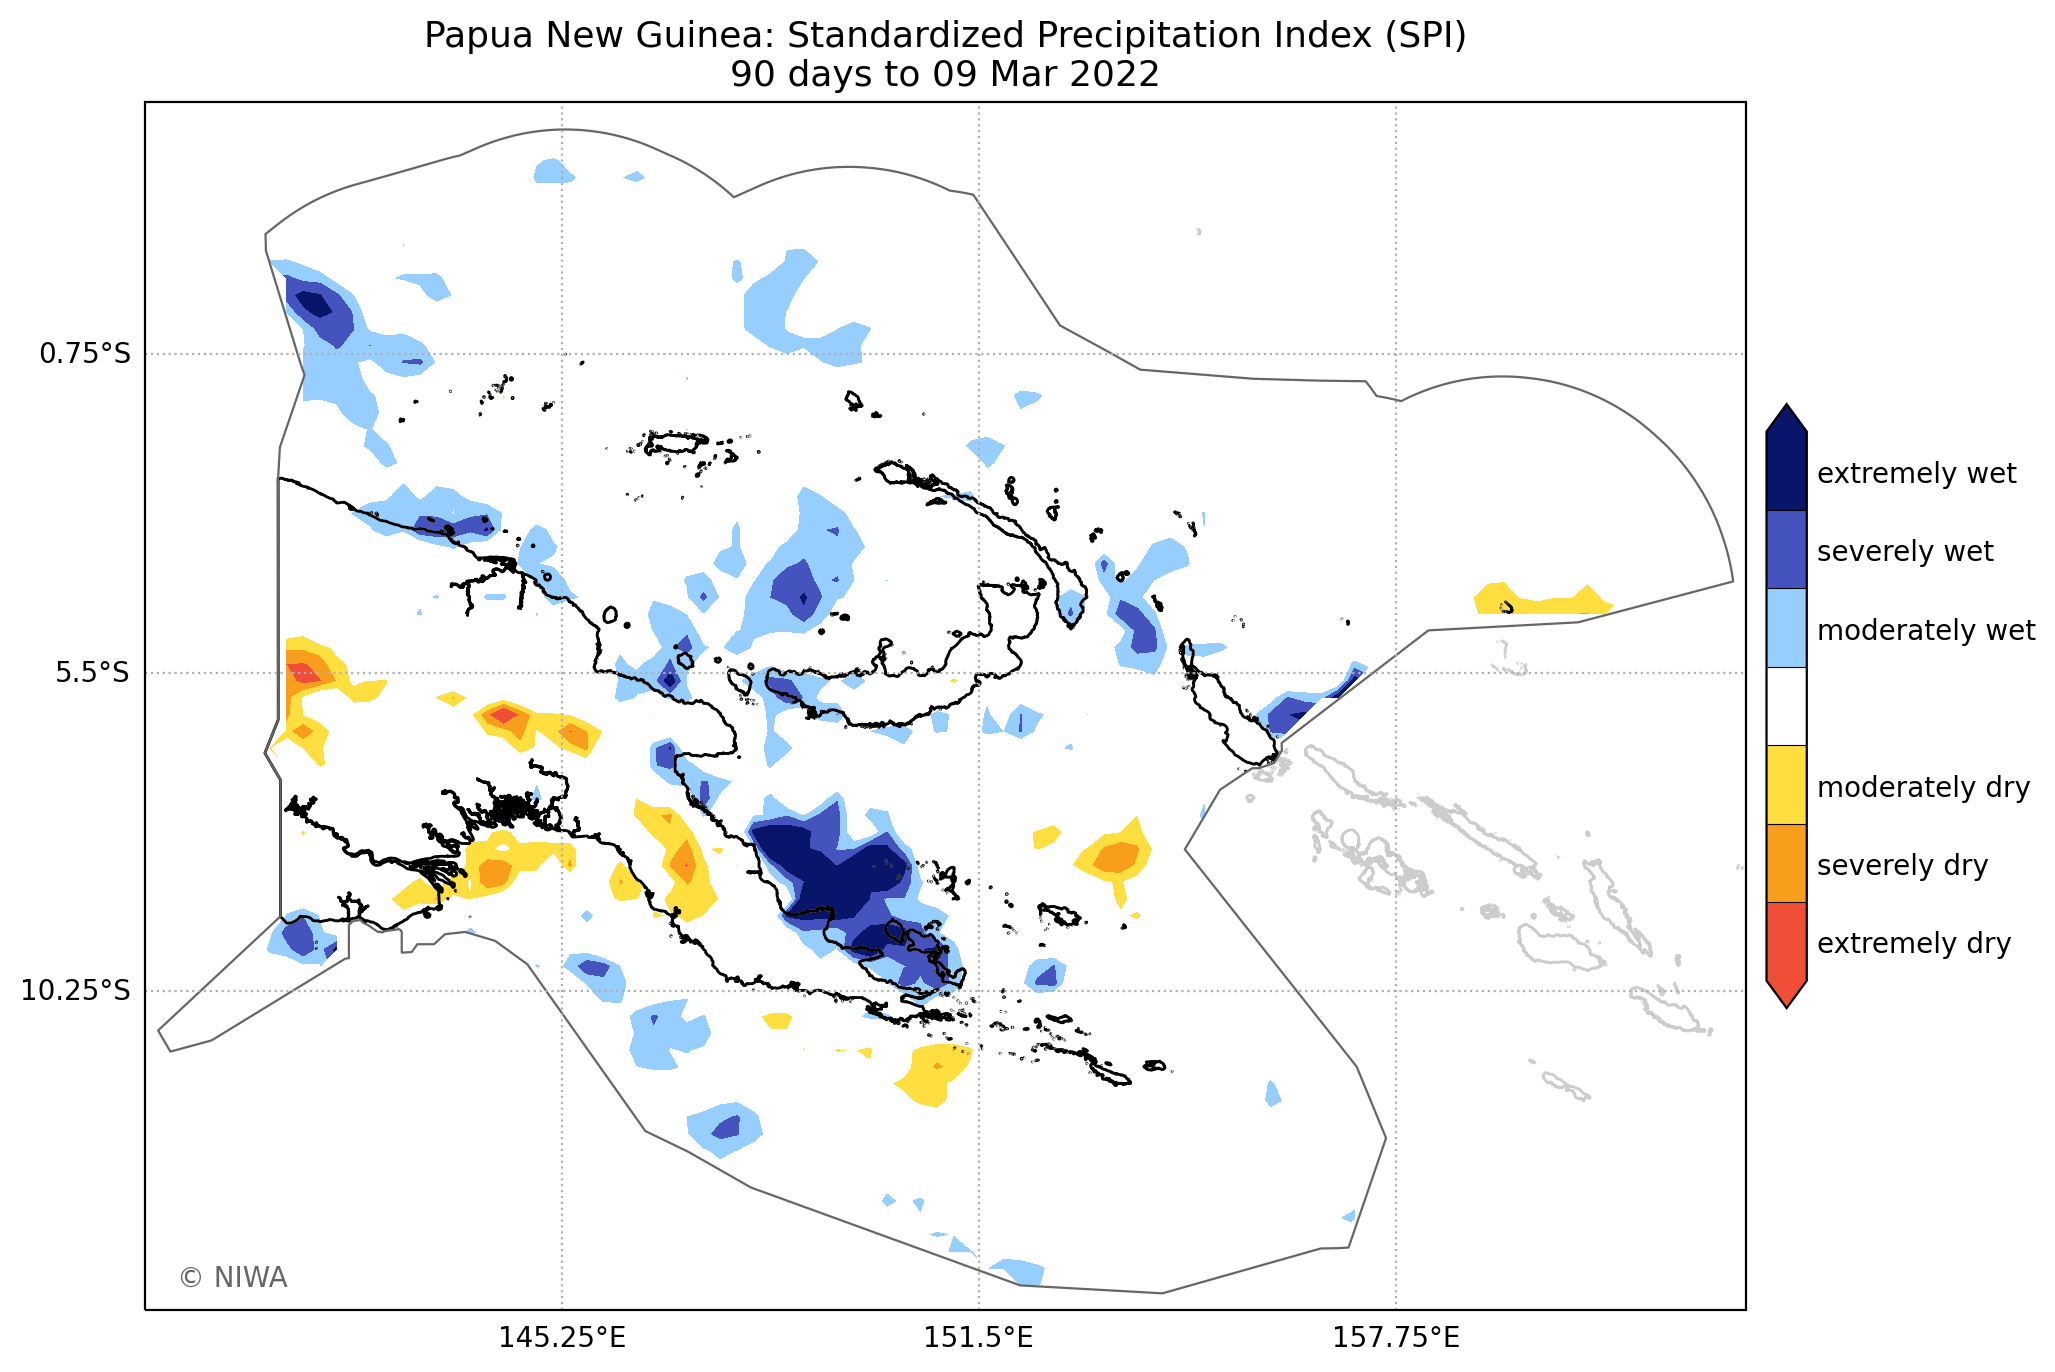 Papua New Guinea: Standardized Precipitation Index (SPI)
90 days to 09 Mar 2022
0.75°S
5.5°S
10.25°S
145.25°E
151.5°E
157.75°E
extremely wet
severely wet
moderately wet
moderately dry
severely dry
extremely dry
© NIWA